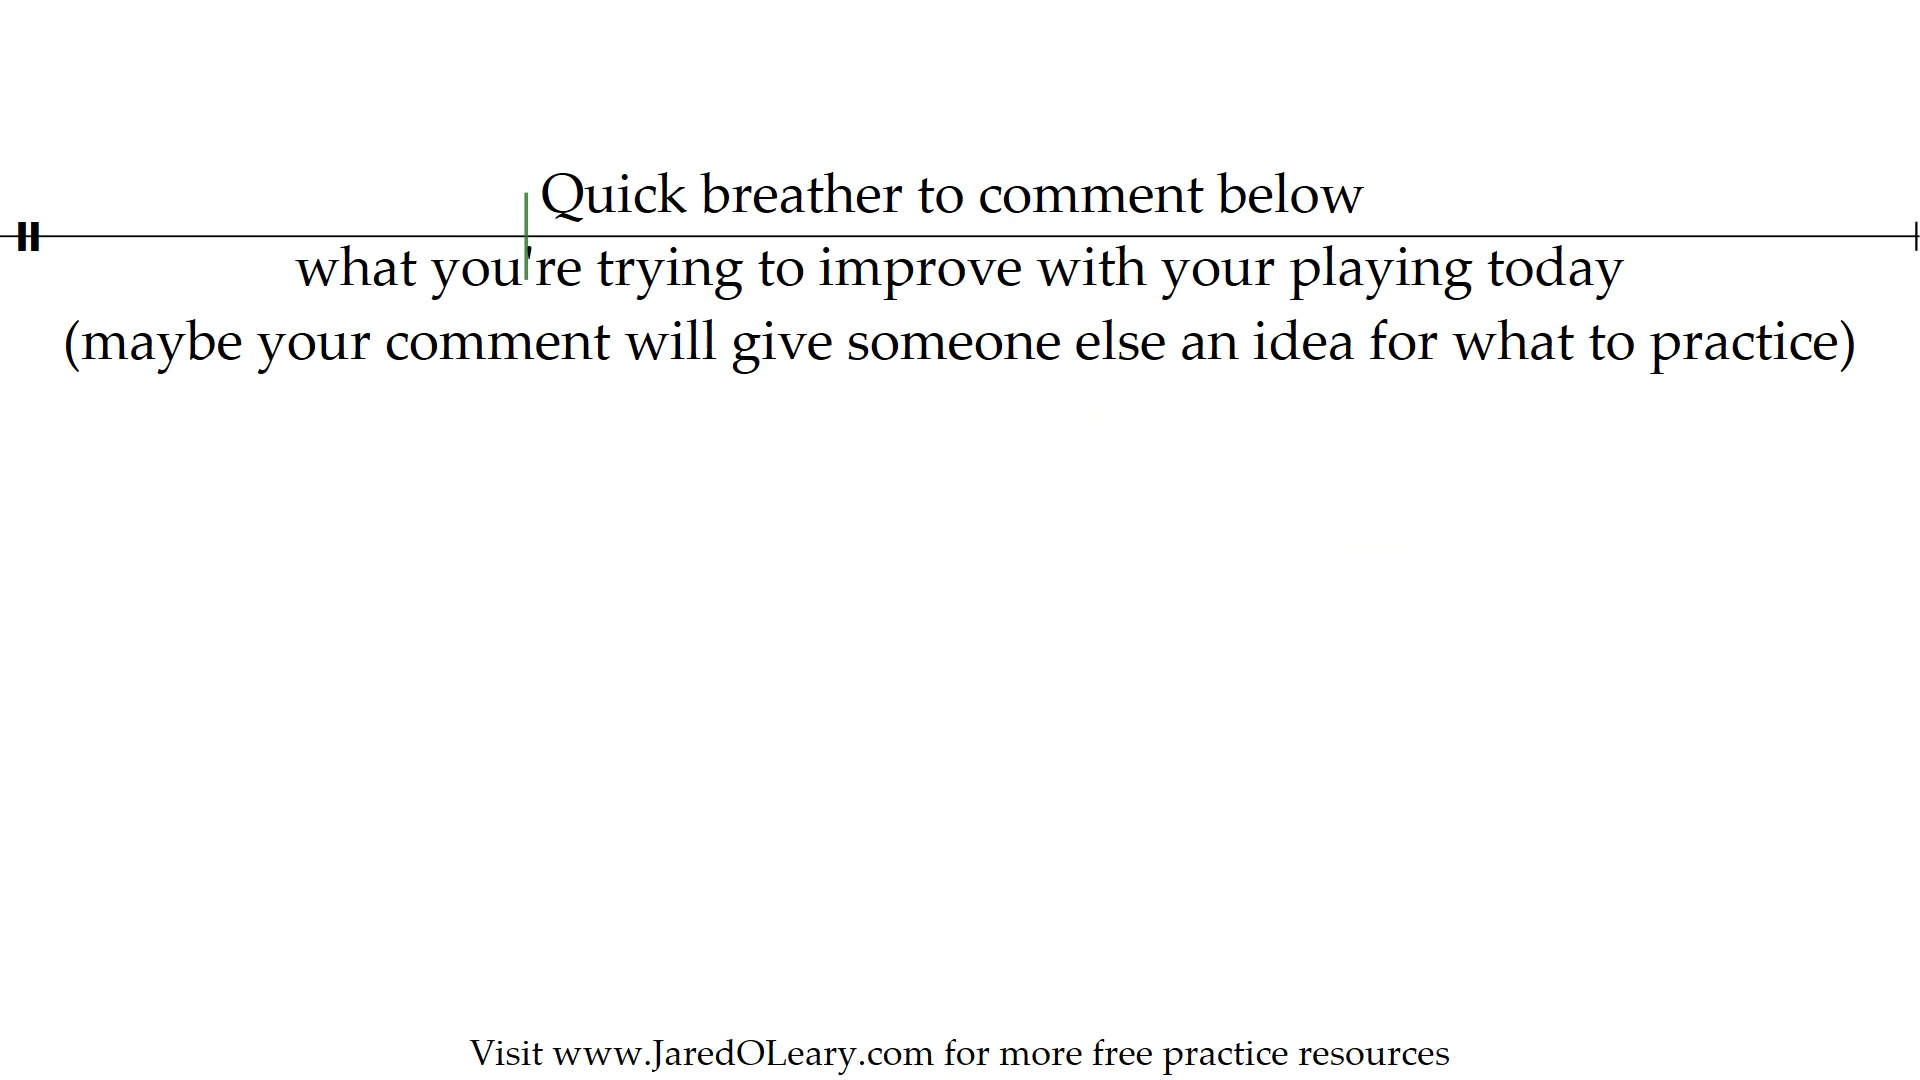 Quick breather to comment below
what you're trying to improve with your playing today
(maybe your comment will give someone else an idea for what to practice)
Visit www.JaredOLeary.com for more free practice resources